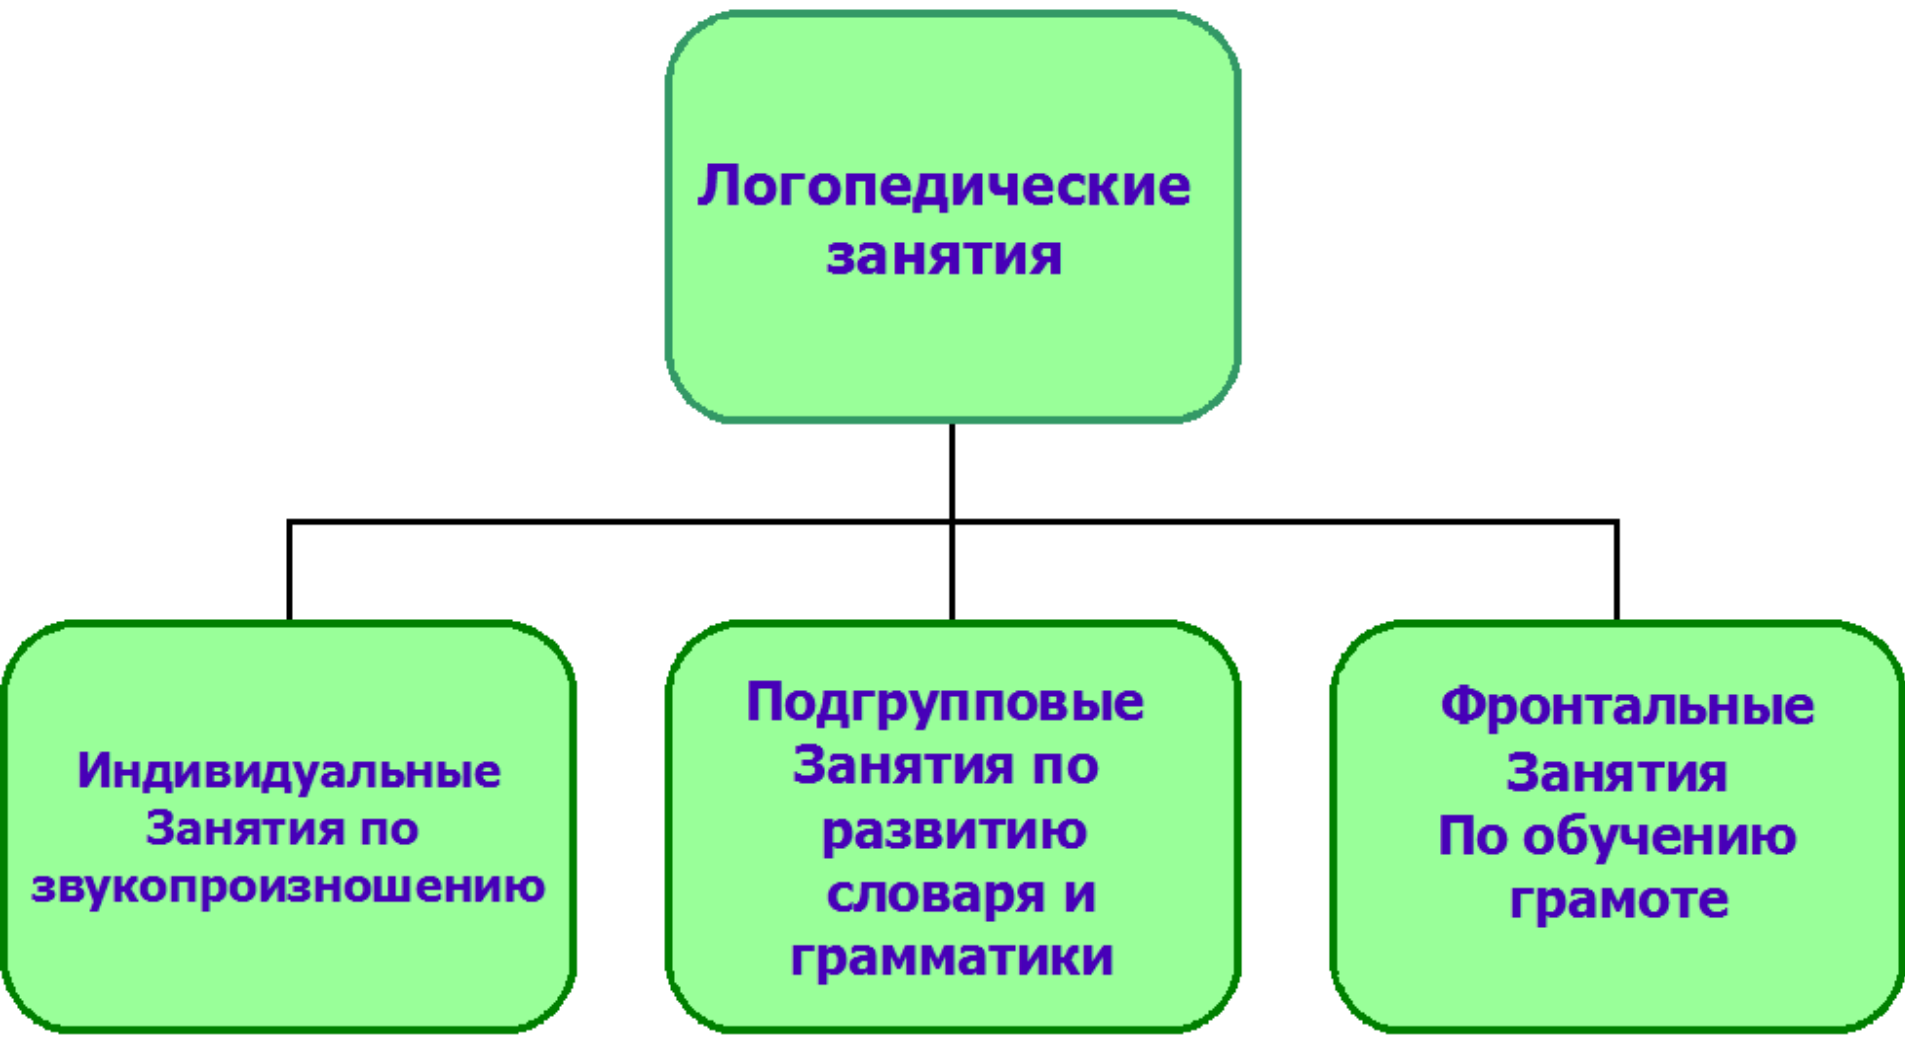 Логопедические
занятия
Индивидуальные
Занятия по
звукопроизношению
Подгрупповые
Занятия по
развитию
словаря и
грамматики
Фронтальные
Занятия
По обучению
грамоте